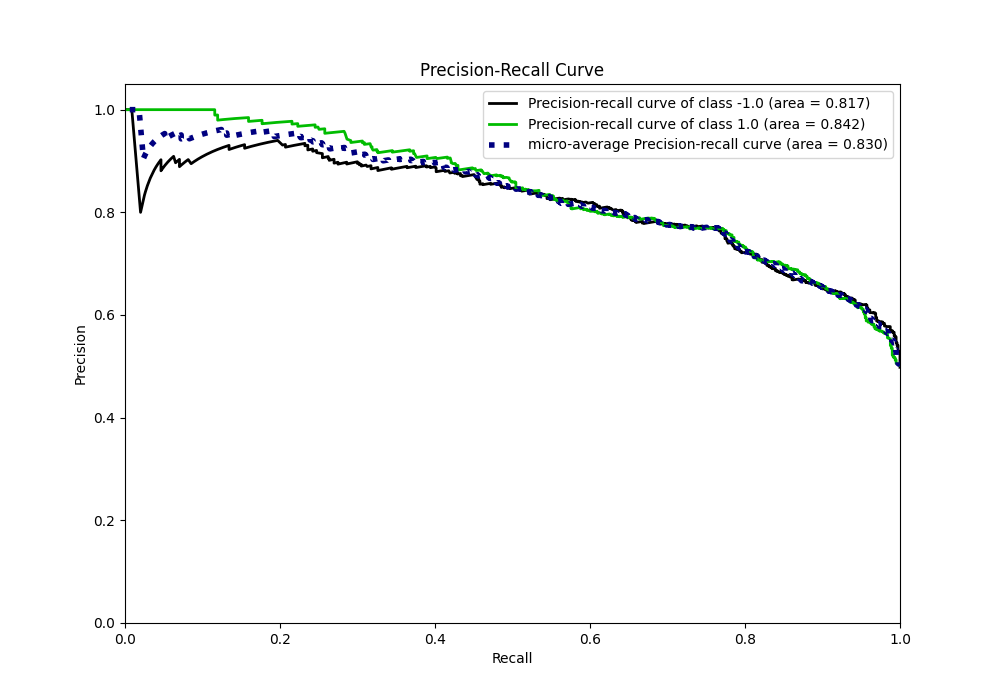 Precision-Recall Curve
Precision-recall curve of class -1.0 (area = 0.817)
Precision-recall curve of class 1.0 (area = 0.842)
micro-average Precision-recall curve (area = 0.830)
1.0
0.8
0.6
0.4
0.2
0.0
Precision
0.0 0.2 0.4 0.6 0.8 1.0
Recall